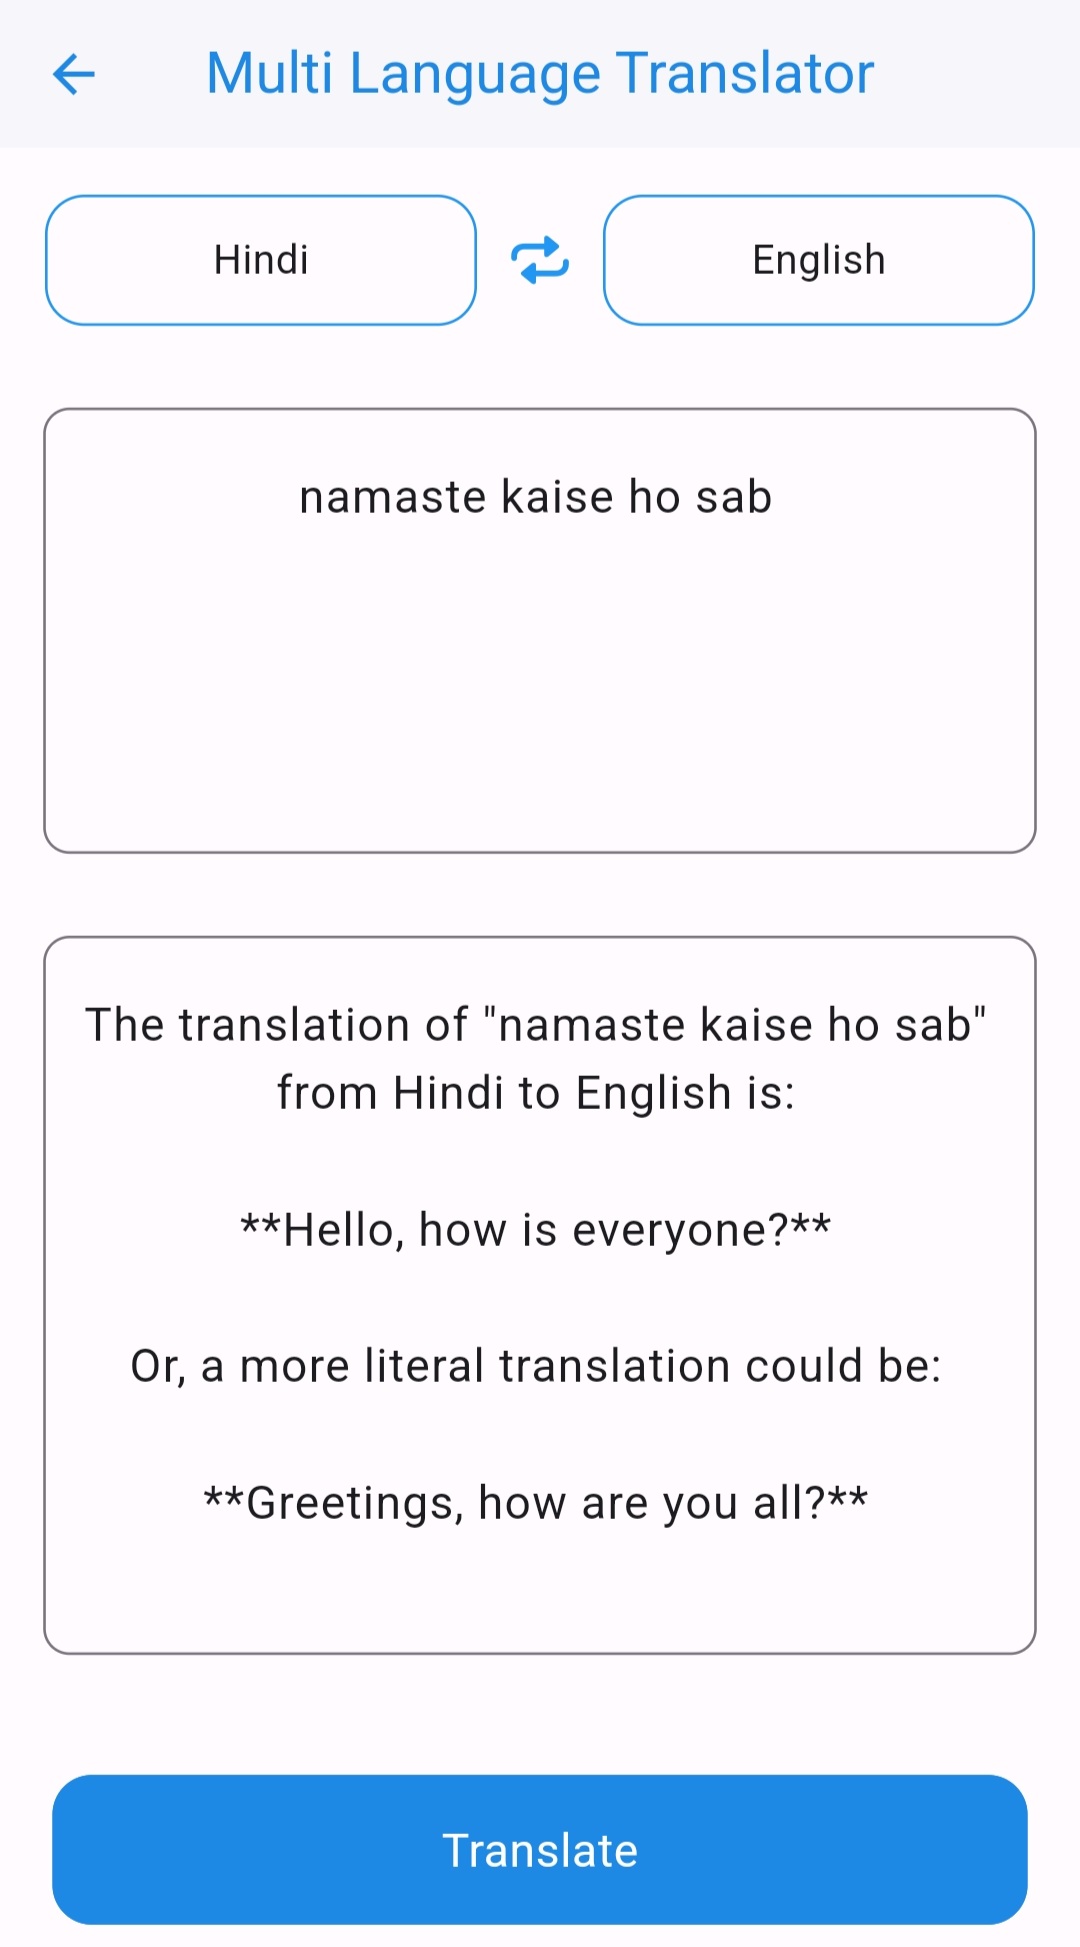 Multi Language Translator
Hindi
English
namaste kaise ho sab
The translation of "namaste kaise ho sab"
from Hindi to English is:
**Hello, how is everyone?**
Or, a more literal translation could be:
**Greetings, how are you all?**
Translate